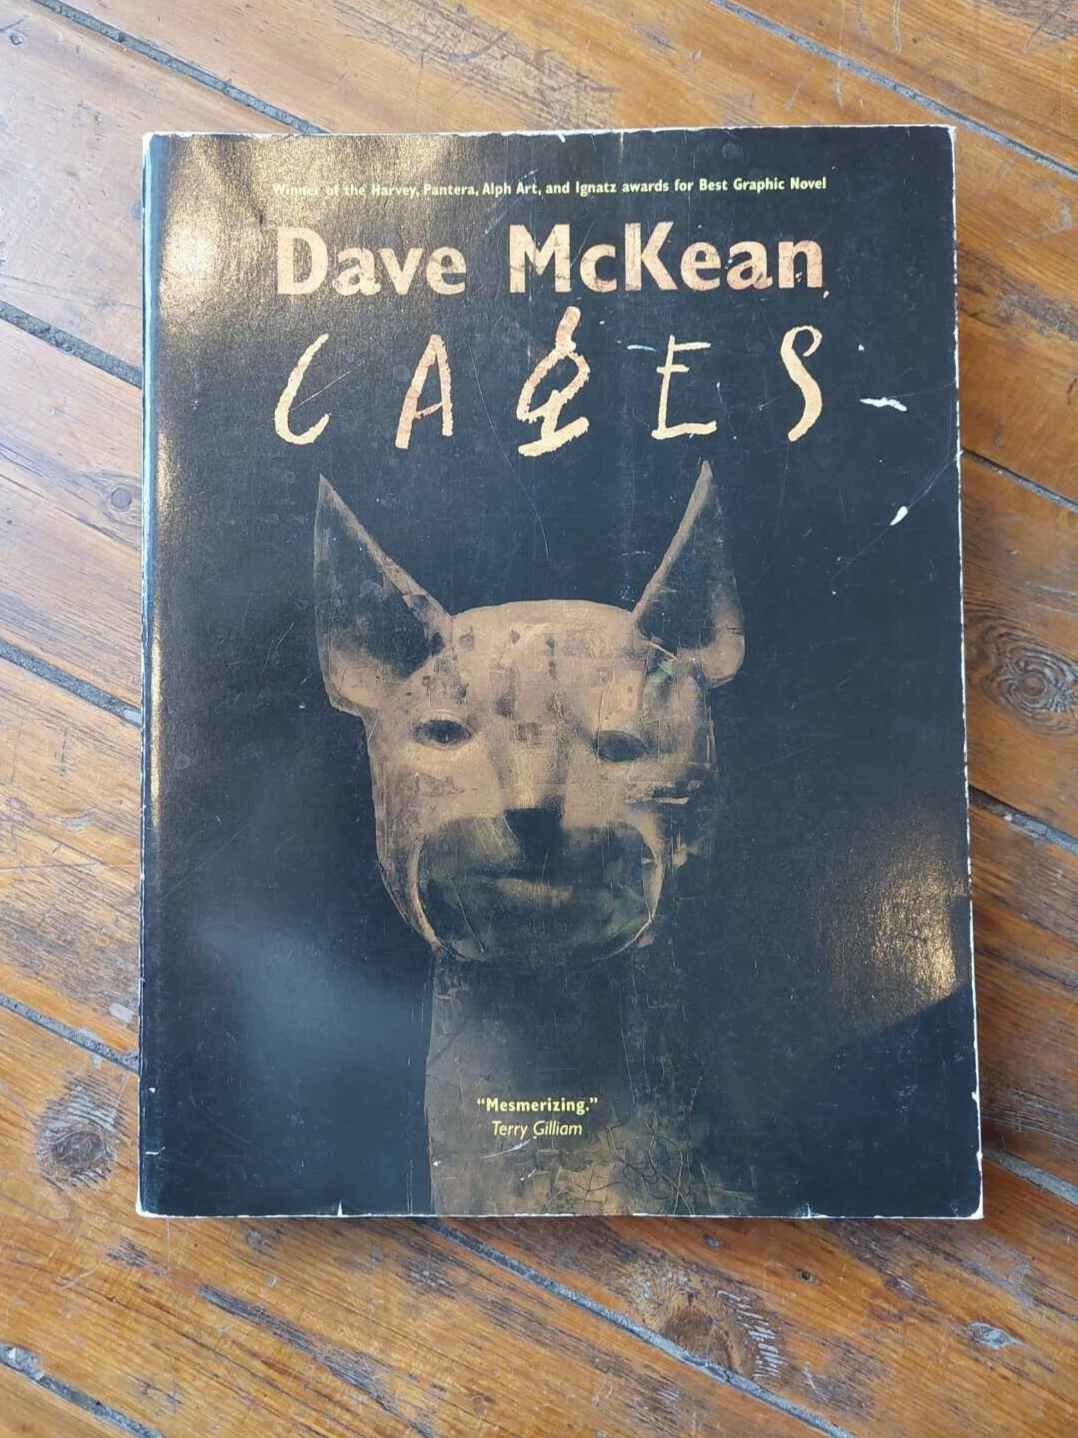 Winner of the Harvey, Pantera, Alph Art, and Ignatz awards for Best Graphic Novel
Dave McKean
CAGES
“Mesmerizing.”
Terry Gilliam